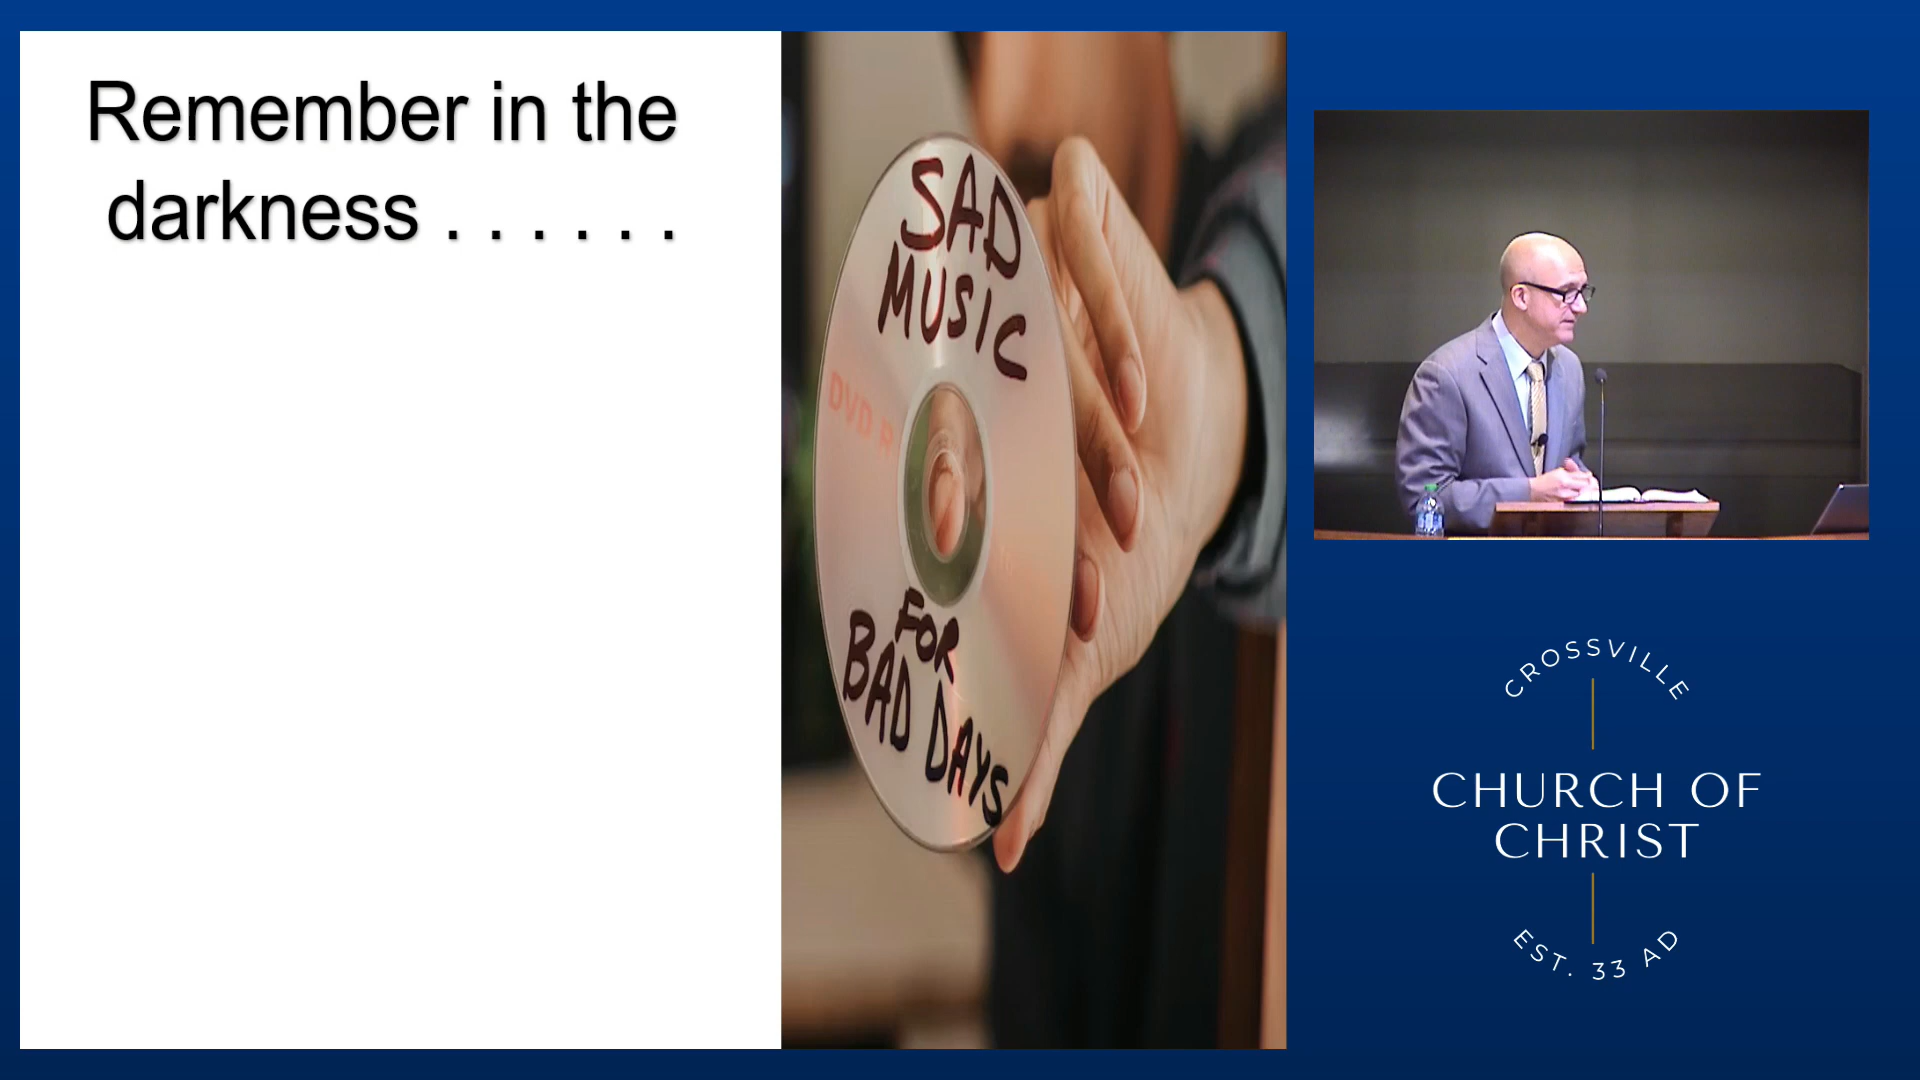 Remember in the
darkness . . . . . .
SAD
MUSIC
DVD R
FOR
BAD DAYS
CROSSVILLE
CHURCH OF
CHRIST
EST. 33 AD